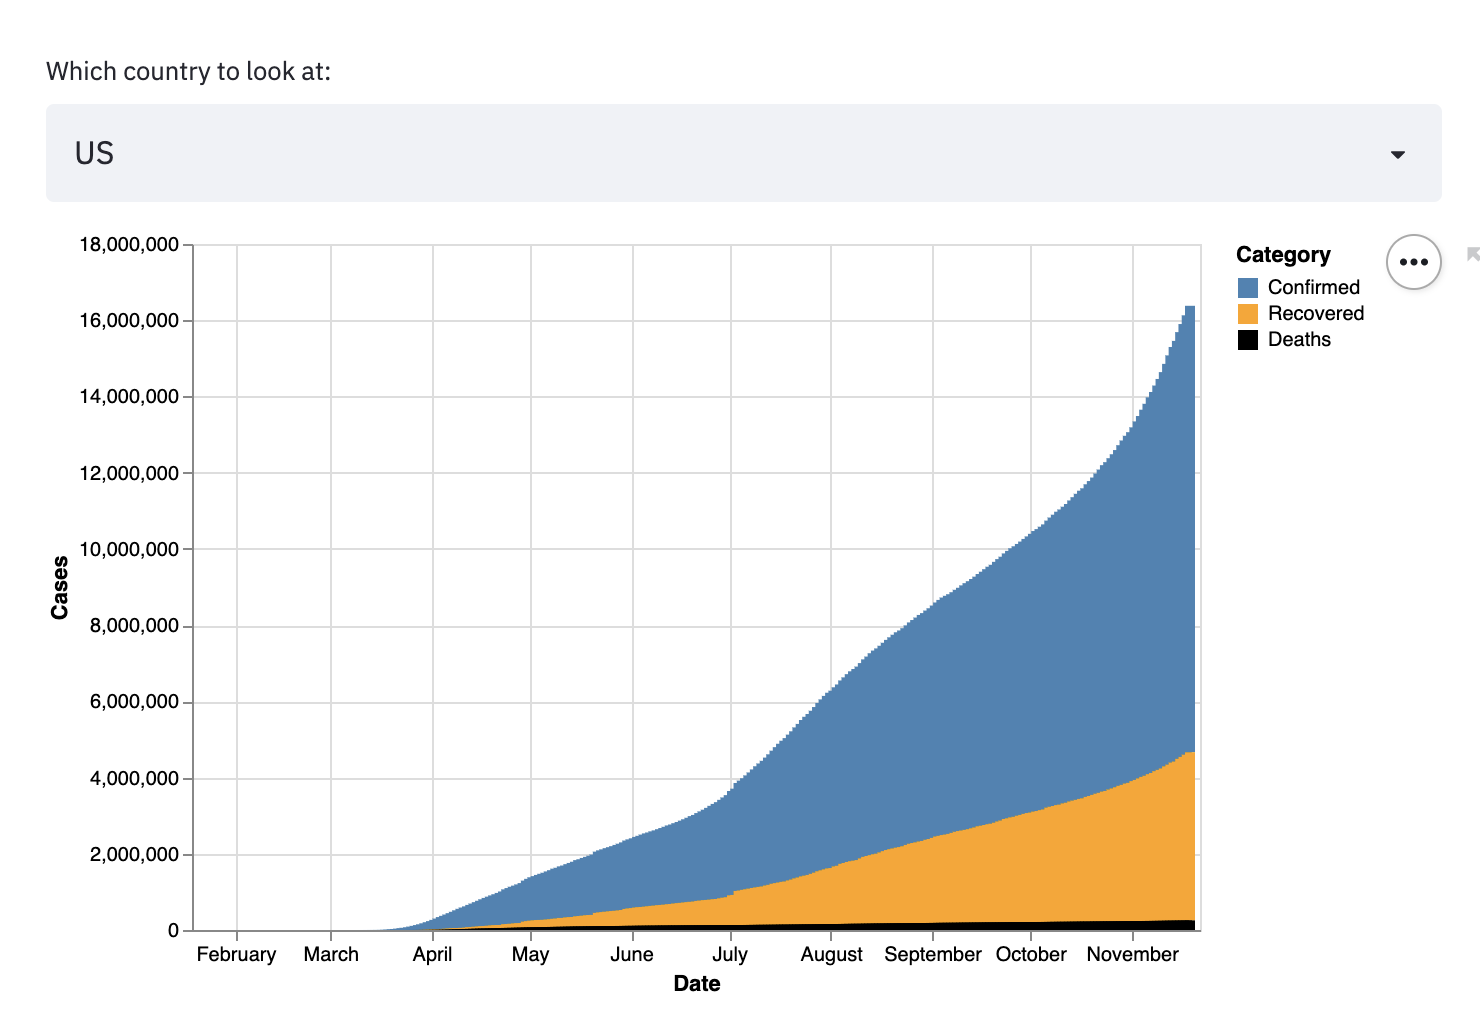 Which country to look at:
US
18,000,000
16,000,000
14,000,000
12,000,000
10,000,000
8,000,000
6,000,000
4,000,000
2,000,000
0
Cases
February March April May June July August September October November
Date
Category
Confirmed
Recovered
Deaths